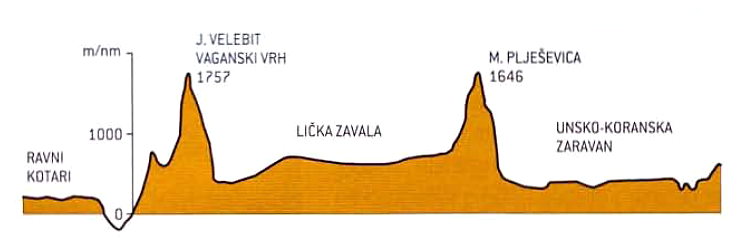 J. VELEBIT
VAGANSKI VRH
1757
m/nm
M. PLJEŠEVICA
1646
1000
LIČKA ZAVALA
UNSKO-KORANSKA
ZARAVAN
RAVNI
KOTARI
0